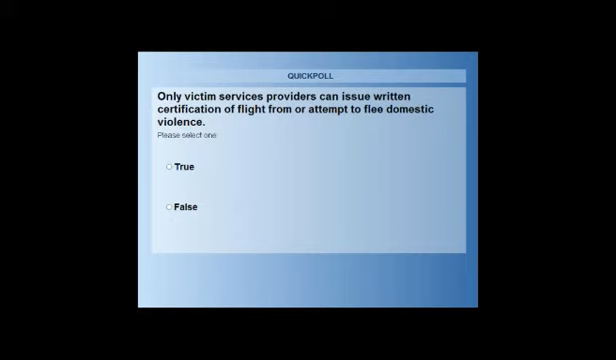 QUICKPOLL
Only victim services providers can issue written
certification of flight from or attempt to flee domestic
violence.
Please select one
True
False